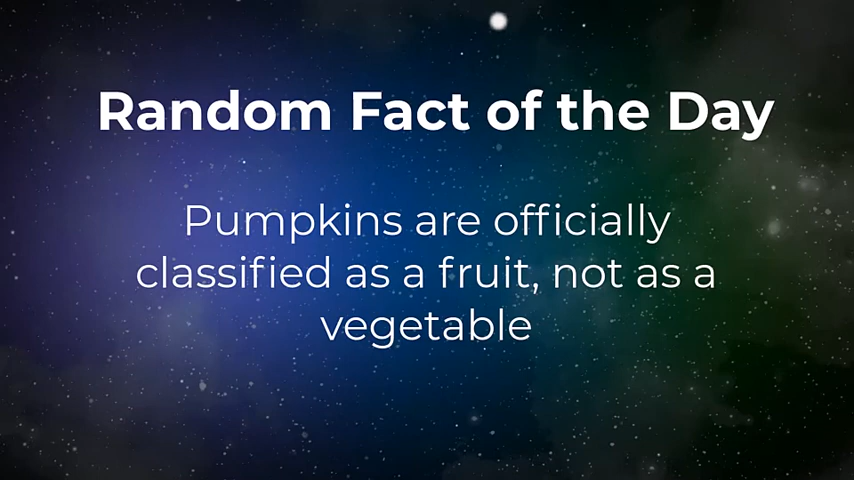 Random Fact of the Day
Pumpkins are officially
classified as a fruit, not as a
vegetable